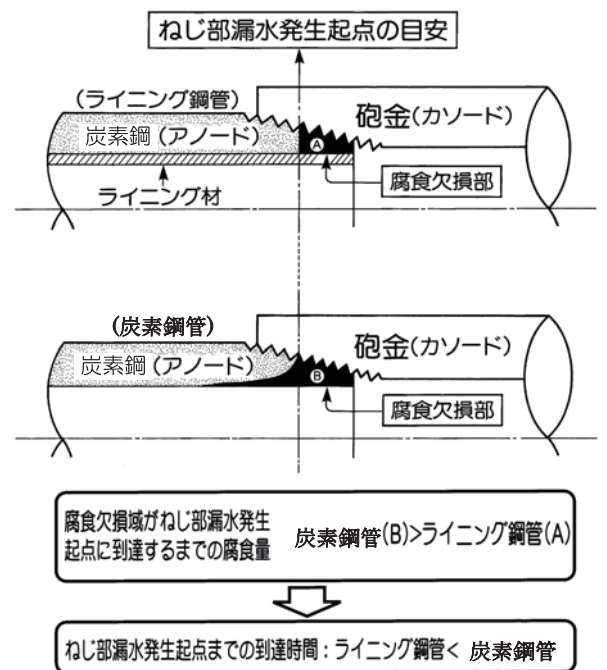 ねじ部漏水発生起点の目安
(ライニング鋼管)
炭素鋼(アノード)
砲金(カソード)
A
腐食欠損部
ライニング材
(炭素鋼管)
炭素鋼(アノード)
砲金(カソード)
B
腐食欠損部
腐食欠損域がねじ部漏水発生
起点に到達するまでの腐食量
炭素鋼管(B)>ライニング鋼管(A)
ねじ部漏水発生起点までの到達時間：ライニング鋼管< 炭素鋼管